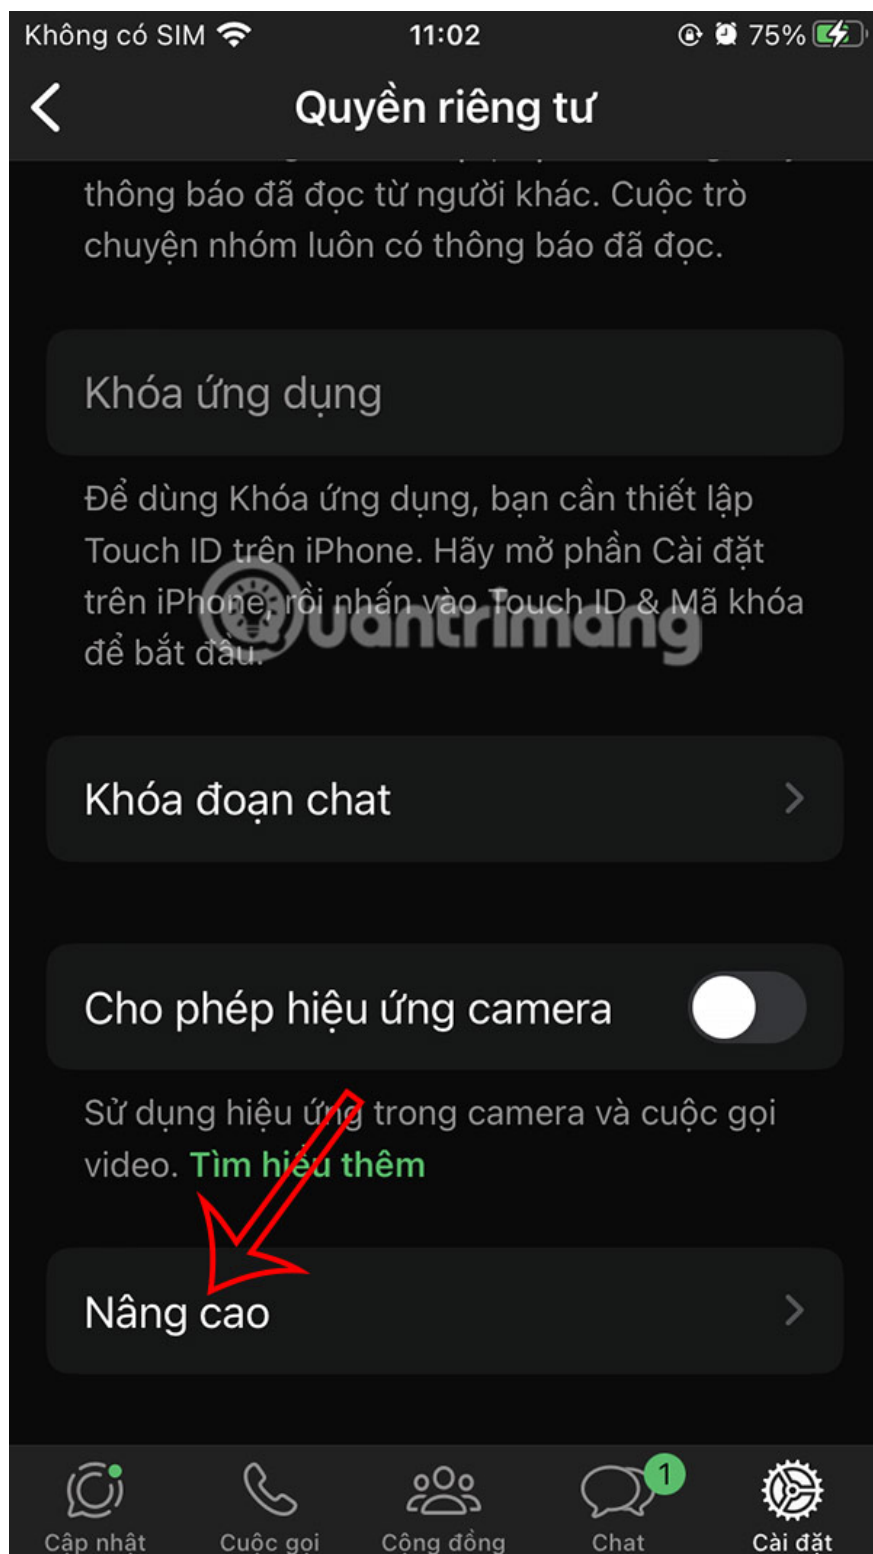 Không có SIM 11:02 75%
Quyền riêng tư
thông báo đã đọc từ người khác. Cuộc trò
chuyện nhóm luôn có thông báo đã đọc.
Khóa ứng dụng
Để dùng Khóa ứng dụng, bạn cần thiết lập
Touch ID trên iPhone. Hãy mở phần Cài đặt
trên iPhone, rồi nhấn vào Touch ID & Mã khóa
để bắt đầu.
Quantrimang
Khóa đoạn chat
Cho phép hiệu ứng camera
Sử dụng hiệu ứng trong camera và cuộc gọi
video. Tìm hiểu thêm
Nâng cao
1
Cập nhật Cuộc gọi Cộng đồng Chat Cài đặt